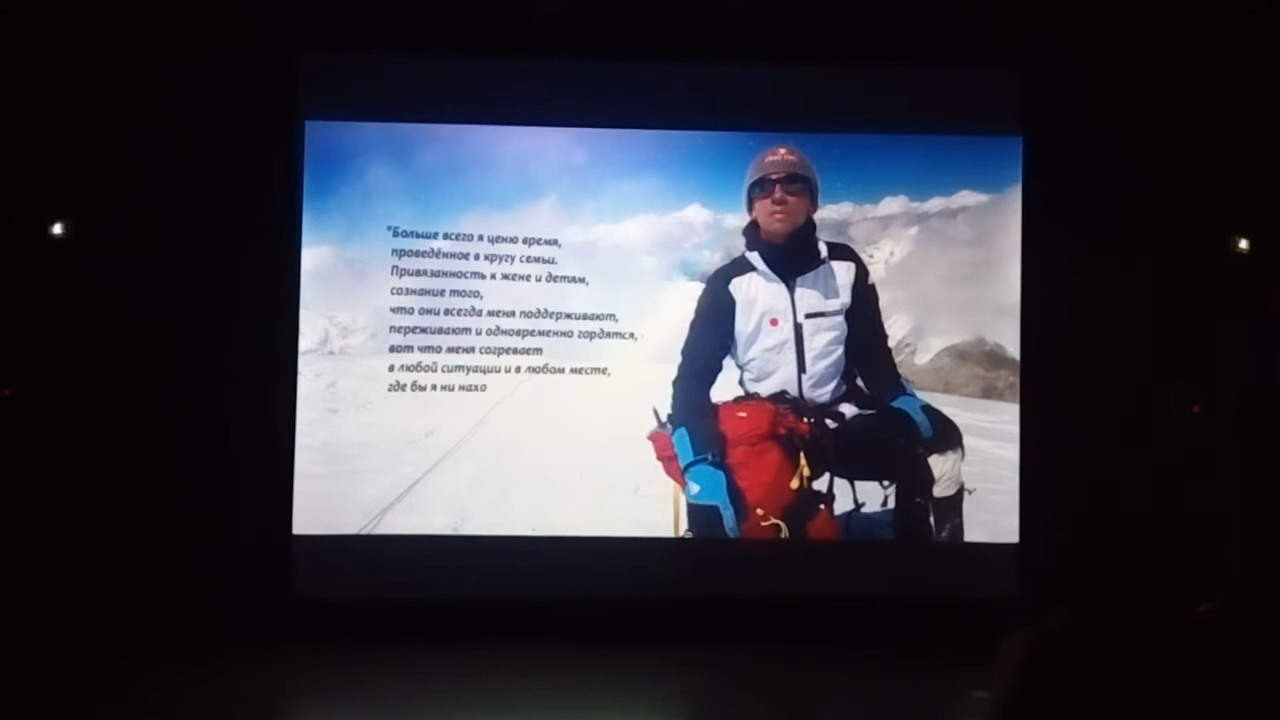 "Больше всего я ценю время,
проведённое в кругу семьи.
Привязанность к жене и детям,
сознание того,
что они всегда меня поддерживают,
переживают и одновременно гордятся,
вот что меня согревает
в любой ситуации и в любом месте,
где бы я ни нахо